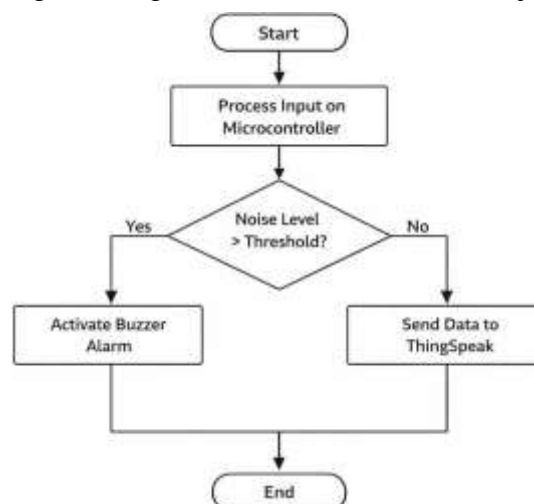 Start
Process Input on
Microcontroller
Noise Level
> Threshold?
Yes
No
Activate Buzzer
Alarm
Send Data to
ThingSpeak
End